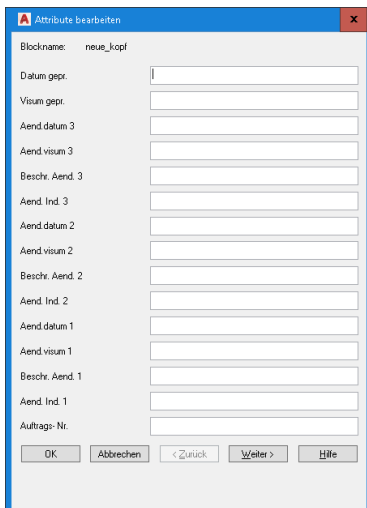 Attribute bearbeiten
Blockname: neue_kopf
Datum gepr.
Visum gepr.
Aend.datum 3
Aend.visum 3
Beschr. Aend. 3
Aend. Ind. 3
Aend.datum 2
Aend.visum 2
Beschr. Aend. 2
Aend. Ind. 2
Aend.datum 1
Aend.visum 1
Beschr. Aend. 1
Aend. Ind. 1
Auftrags- Nr.
OK Abbrechen < Zurück Weiter > Hilfe